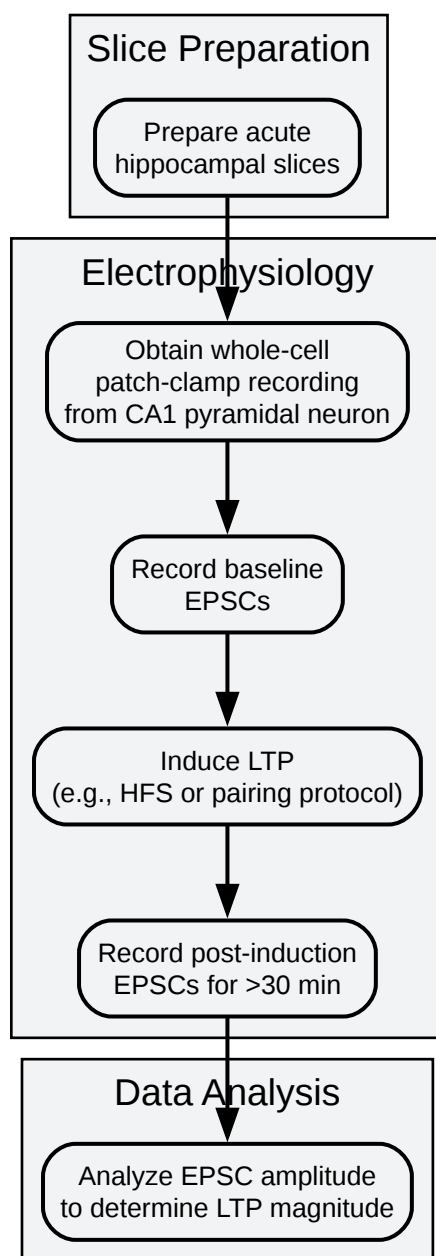 Slice Preparation
Prepare acute
hippocampal slices
Electrophysiology
Obtain whole-cell
patch-clamp recording
from CA1 pyramidal neuron
Record baseline
EPSCs
Induce LTP
(e.g., HFS or pairing protocol)
Record post-induction
EPSCs for >30 min
Data Analysis
Analyze EPSC amplitude
to determine LTP magnitude